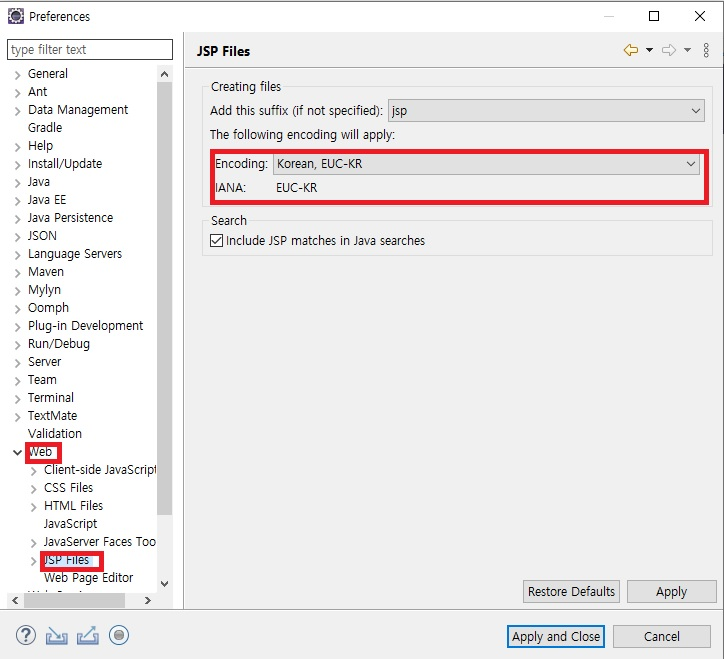 Preferences
type filter text
General
Ant
Data Management
Gradle
Help
Install/Update
Java
Java EE
Java Persistence
JSON
Language Servers
Maven
Mylyn
Oomph
Plug-in Development
Run/Debug
Server
Team
Terminal
TextMate
Validation
Web
Client-side JavaScript
CSS Files
HTML Files
JavaScript
JavaServer Faces Too
JSP Files
Web Page Editor
JSP Files
Creating files
Add this suffix (if not specified): jsp
The following encoding will apply:
Encoding: Korean, EUC-KR
IANA: EUC-KR
Search
Include JSP matches in Java searches
Restore Defaults
Apply
Apply and Close
Cancel